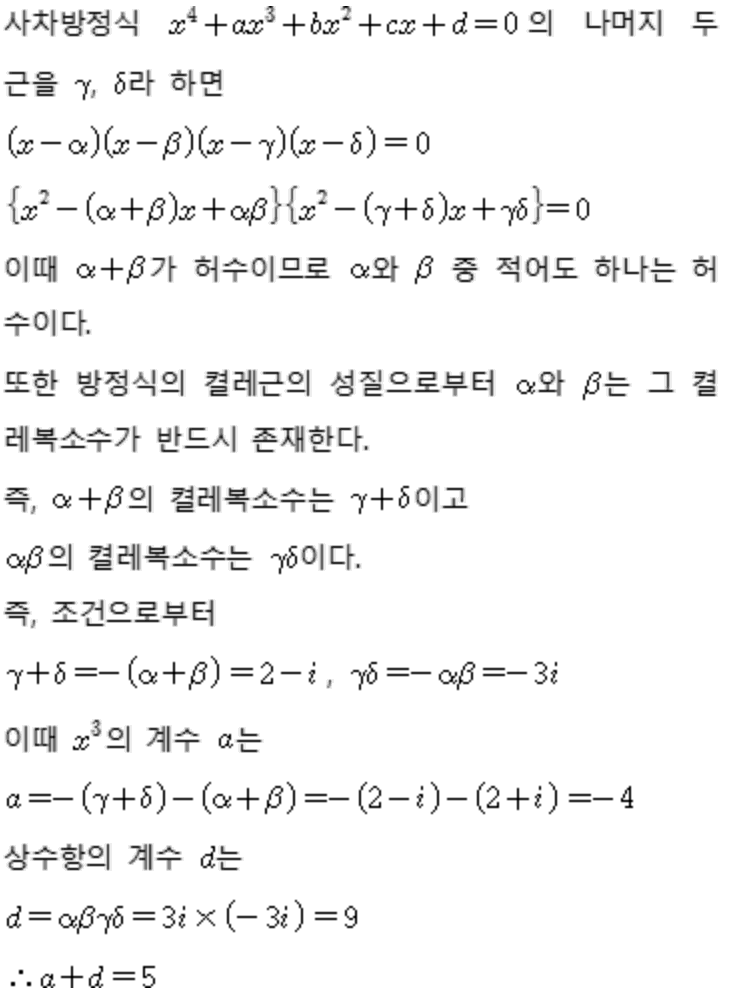 사차방정식 x⁴+ax³+bx²+cx+d=0의 나머지 두
근을 γ, δ라 하면
(x-α)(x-β)(x-γ)(x-δ)=0
{x²-(α+β)x+αβ}{x²-(γ+δ)x+γδ}=0
이때 α+β가 허수이므로 α와 β 중 적어도 하나는 허
수이다.
또한 방정식의 켤레근의 성질으로부터 α와 β는 그 켤
레복소수가 반드시 존재한다.
즉, α+β의 켤레복소수는 γ+δ이고
αβ의 켤레복소수는 γδ이다.
즉, 조건으로부터
γ+δ=-(α+β)=2-i, γδ=-αβ=-3i
이때 x³의 계수 a는
a=-(γ+δ)-(α+β)=-(2-i)-(2+i)=-4
상수항의 계수 d는
d=αβγδ=3i×(-3i)=9
∴a+d=5